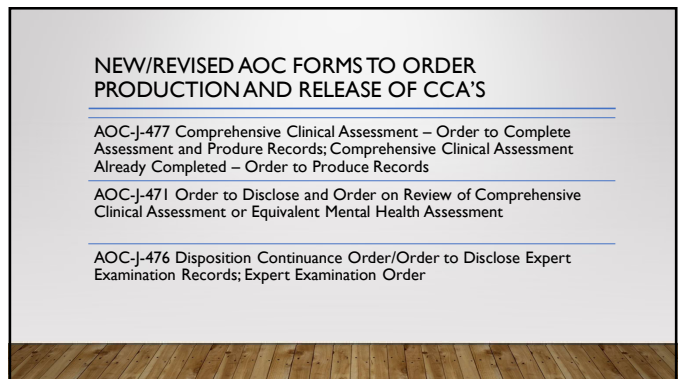 NEW/REVISED AOC FORMS TO ORDER
PRODUCTION AND RELEASE OF CCA'S
AOC-J-477 Comprehensive Clinical Assessment – Order to Complete
Assessment and Produre Records; Comprehensive Clinical Assessment
Already Completed – Order to Produce Records
AOC-J-471 Order to Disclose and Order on Review of Comprehensive
Clinical Assessment or Equivalent Mental Health Assessment
AOC-J-476 Disposition Continuance Order/Order to Disclose Expert
Examination Records; Expert Examination Order